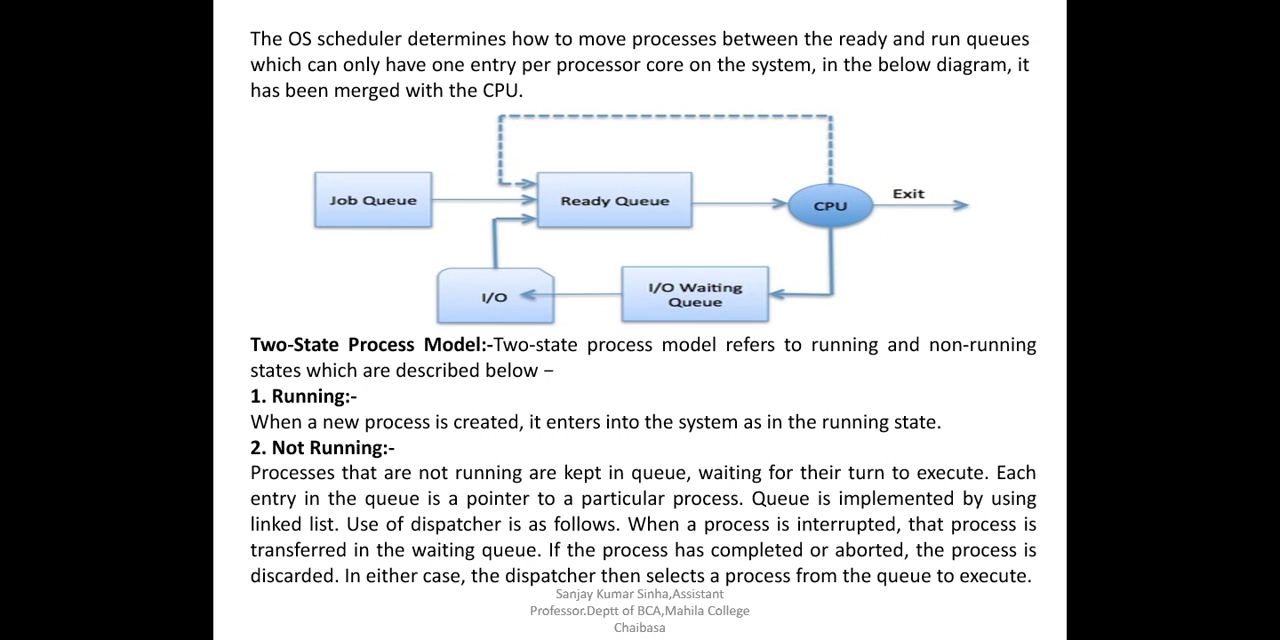 The OS scheduler determines how to move processes between the ready and run queues
which can only have one entry per processor core on the system, in the below diagram, it
has been merged with the CPU.
Job Queue
Ready Queue
CPU
Exit
I/O
I/O Waiting
Queue
Two-State Process Model:-Two-state process model refers to running and non-running
states which are described below −
1. Running:-
When a new process is created, it enters into the system as in the running state.
2. Not Running:-
Processes that are not running are kept in queue, waiting for their turn to execute. Each
entry in the queue is a pointer to a particular process. Queue is implemented by using
linked list. Use of dispatcher is as follows. When a process is interrupted, that process is
transferred in the waiting queue. If the process has completed or aborted, the process is
discarded. In either case, the dispatcher then selects a process from the queue to execute.
Sanjay Kumar Sinha,Assistant
Professor.Deptt of BCA,Mahila College
Chaibasa